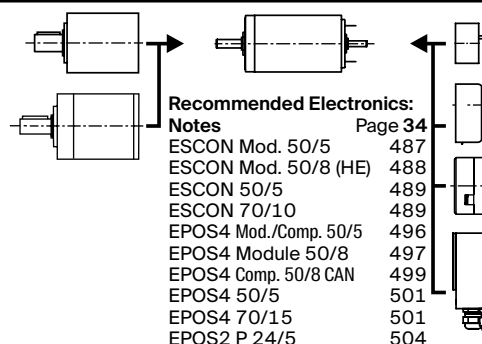 Recommended Electronics:
Notes Page 34
ESCON Mod. 50/5 487
ESCON Mod. 50/8 (HE) 488
ESCON 50/5 489
ESCON 70/10 489
EPOS4 Mod./Comp. 50/5 496
EPOS4 Module 50/8 497
EPOS4 Comp. 50/8 CAN 499
EPOS4 50/5 501
EPOS4 70/15 501
EPOS2 P 24/5 504